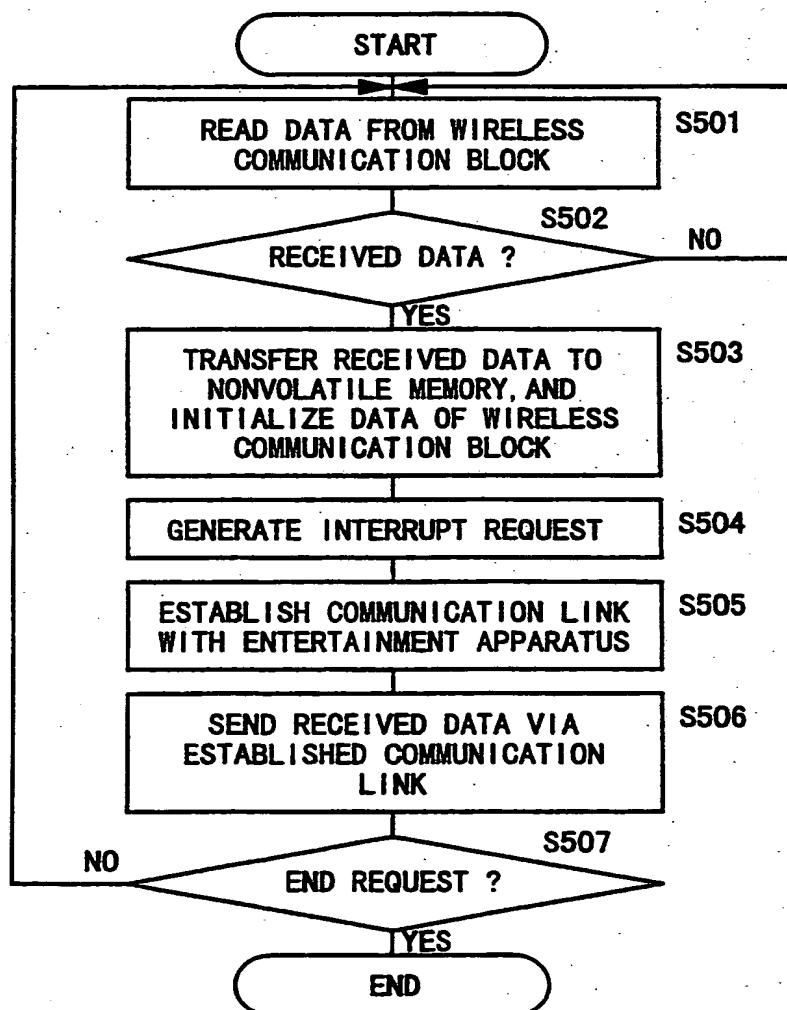 START
READ DATA FROM WIRELESS
COMMUNICATION BLOCK
S501
S502
RECEIVED DATA ?
NO
YES
TRANSFER RECEIVED DATA TO
NONVOLATILE MEMORY, AND
INITIALIZE DATA OF WIRELESS
COMMUNICATION BLOCK
S503
GENERATE INTERRUPT REQUEST
S504
ESTABLISH COMMUNICATION LINK
WITH ENTERTAINMENT APPARATUS
S505
SEND RECEIVED DATA VIA
ESTABLISHED COMMUNICATION
LINK
S506
S507
NO
END REQUEST ?
YES
END